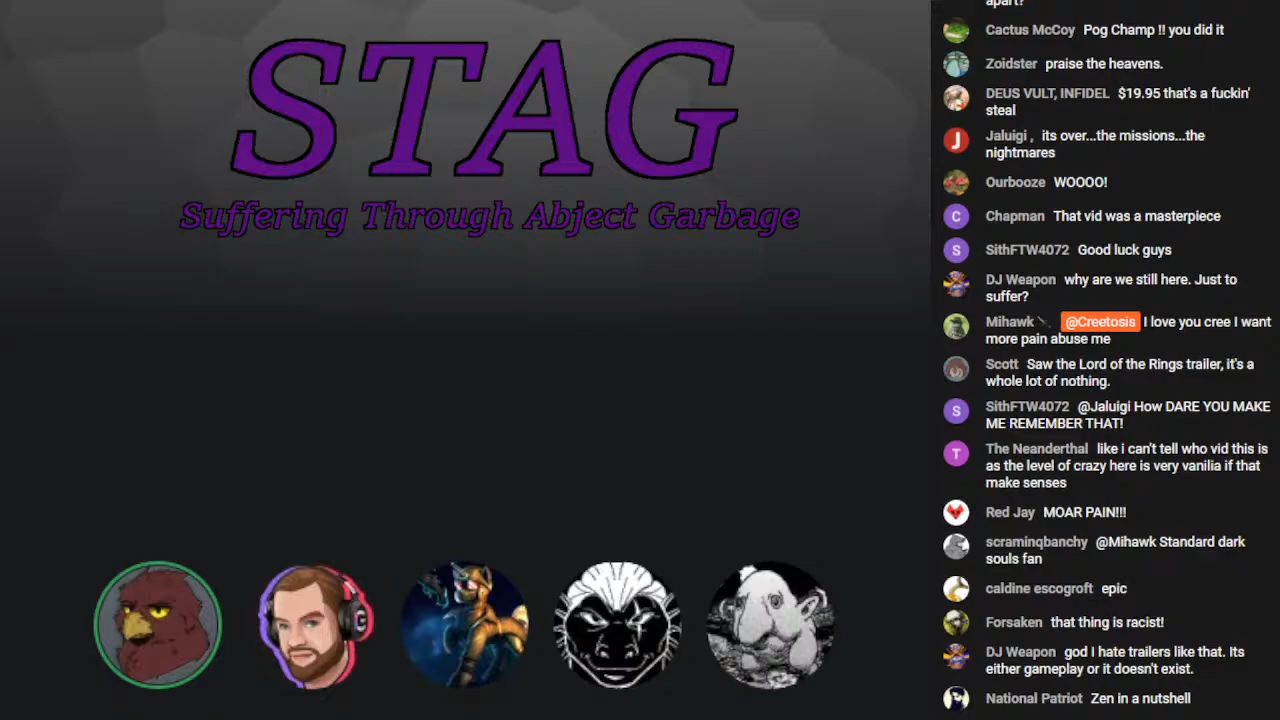 STAG
Suffering Through Abject Garbage
apart?
Cactus McCoy Pog Champ !! you did it
Zoidster praise the heavens.
DEUS VULT, INFIDEL $19.95 that's a fuckin'
steal
J
Jaluigi , its over...the missions...the
nightmares
Ourbooze WOOOO!
C
Chapman That vid was a masterpiece
S
SithFTW4072 Good luck guys
DJ Weapon why are we still here. Just to
suffer?
Mihawk @Creetosis I love you cree I want
more pain abuse me
Scott Saw the Lord of the Rings trailer, it's a
whole lot of nothing.
S
SithFTW4072 @Jaluigi How DARE YOU MAKE
ME REMEMBER THAT!
T
The Neanderthal like i can't tell who vid this is
as the level of crazy here is very vanilia if that
make senses
Red Jay MOAR PAIN!!!
scraminqbanchy @Mihawk Standard dark
souls fan
caldine escogroft epic
Forsaken that thing is racist!
DJ Weapon god I hate trailers like that. Its
either gameplay or it doesn't exist.
National Patriot Zen in a nutshell